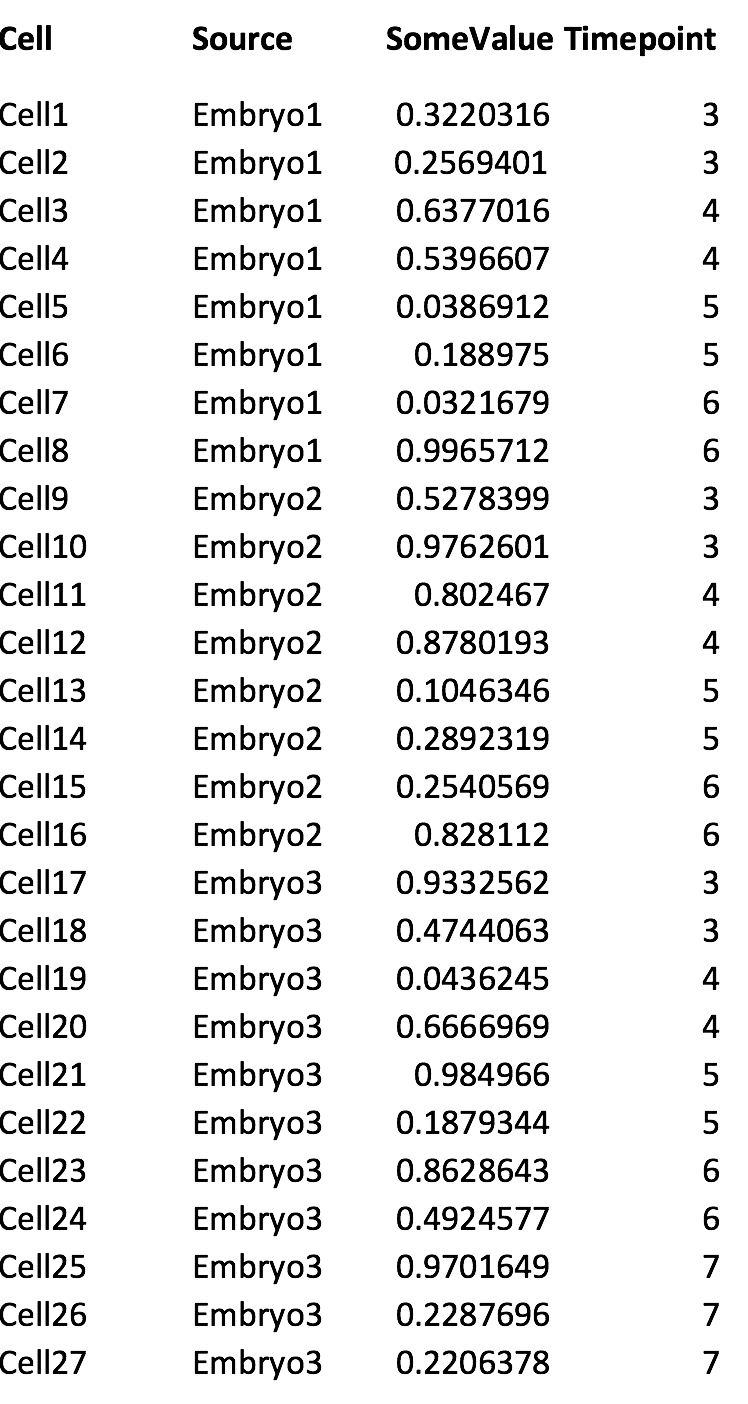 Cell Source SomeValue Timepoint
Cell1 Embryo1 0.3220316 3
Cell2 Embryo1 0.2569401 3
Cell3 Embryo1 0.6377016 4
Cell4 Embryo1 0.5396607 4
Cell5 Embryo1 0.0386912 5
Cell6 Embryo1 0.188975 5
Cell7 Embryo1 0.0321679 6
Cell8 Embryo1 0.9965712 6
Cell9 Embryo2 0.5278399 3
Cell10 Embryo2 0.9762601 3
Cell11 Embryo2 0.802467 4
Cell12 Embryo2 0.8780193 4
Cell13 Embryo2 0.1046346 5
Cell14 Embryo2 0.2892319 5
Cell15 Embryo2 0.2540569 6
Cell16 Embryo2 0.828112 6
Cell17 Embryo3 0.9332562 3
Cell18 Embryo3 0.4744063 3
Cell19 Embryo3 0.0436245 4
Cell20 Embryo3 0.6666969 4
Cell21 Embryo3 0.984966 5
Cell22 Embryo3 0.1879344 5
Cell23 Embryo3 0.8628643 6
Cell24 Embryo3 0.4924577 6
Cell25 Embryo3 0.9701649 7
Cell26 Embryo3 0.2287696 7
Cell27 Embryo3 0.2206378 7